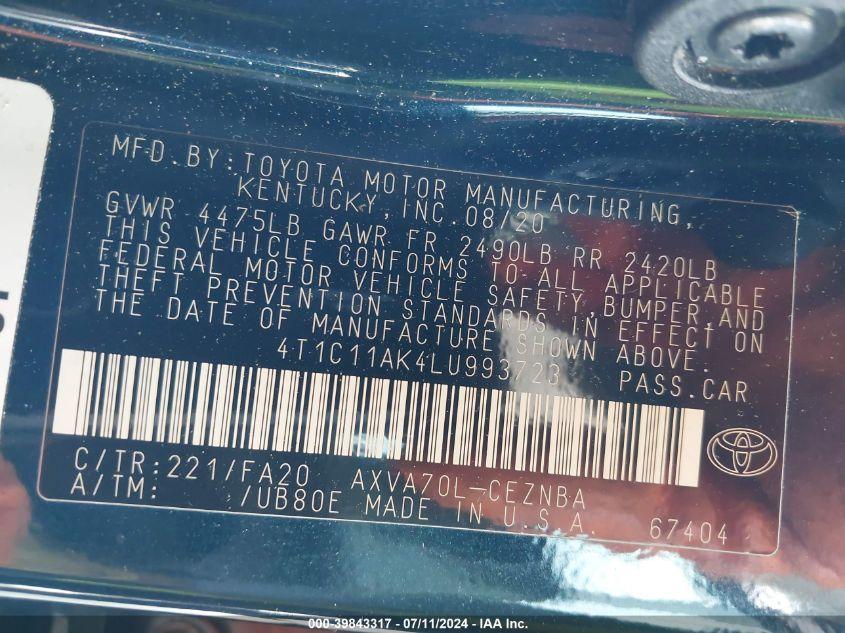 MFD. BY: TOYOTA MOTOR MANUFACTURING,
KENTUCKY, INC. 08/20
GVWR 4475LB GAWR FR 2490LB RR 2420LB
THIS VEHICLE CONFORMS TO ALL APPLICABLE
FEDERAL MOTOR VEHICLE SAFETY, BUMPER, AND
THEFT PREVENTION STANDARDS IN EFFECT ON
THE DATE OF MANUFACTURE SHOWN ABOVE.
4T1C11AK4LU993723 PASS. CAR
C/TR: 221/FA20 AXVA70L-CEZNBA
A/TM: /UB80E MADE IN U.S.A. 67404
5
000-39843317 - 07/11/2024 - IAA Inc.